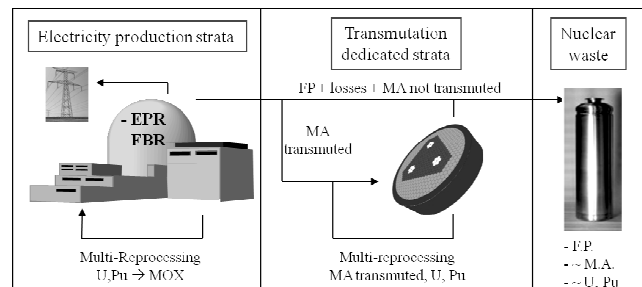 Electricity production strata
Transmutation
dedicated strata
Nuclear
waste
FP + losses + MA not transmuted
- EPR
FBR
MA
transmuted
Multi-Reprocessing
U,Pu → MOX
Multi-reprocessing
MA transmuted, U, Pu
- F.P.
- ~ M.A.
- ~ U, Pu